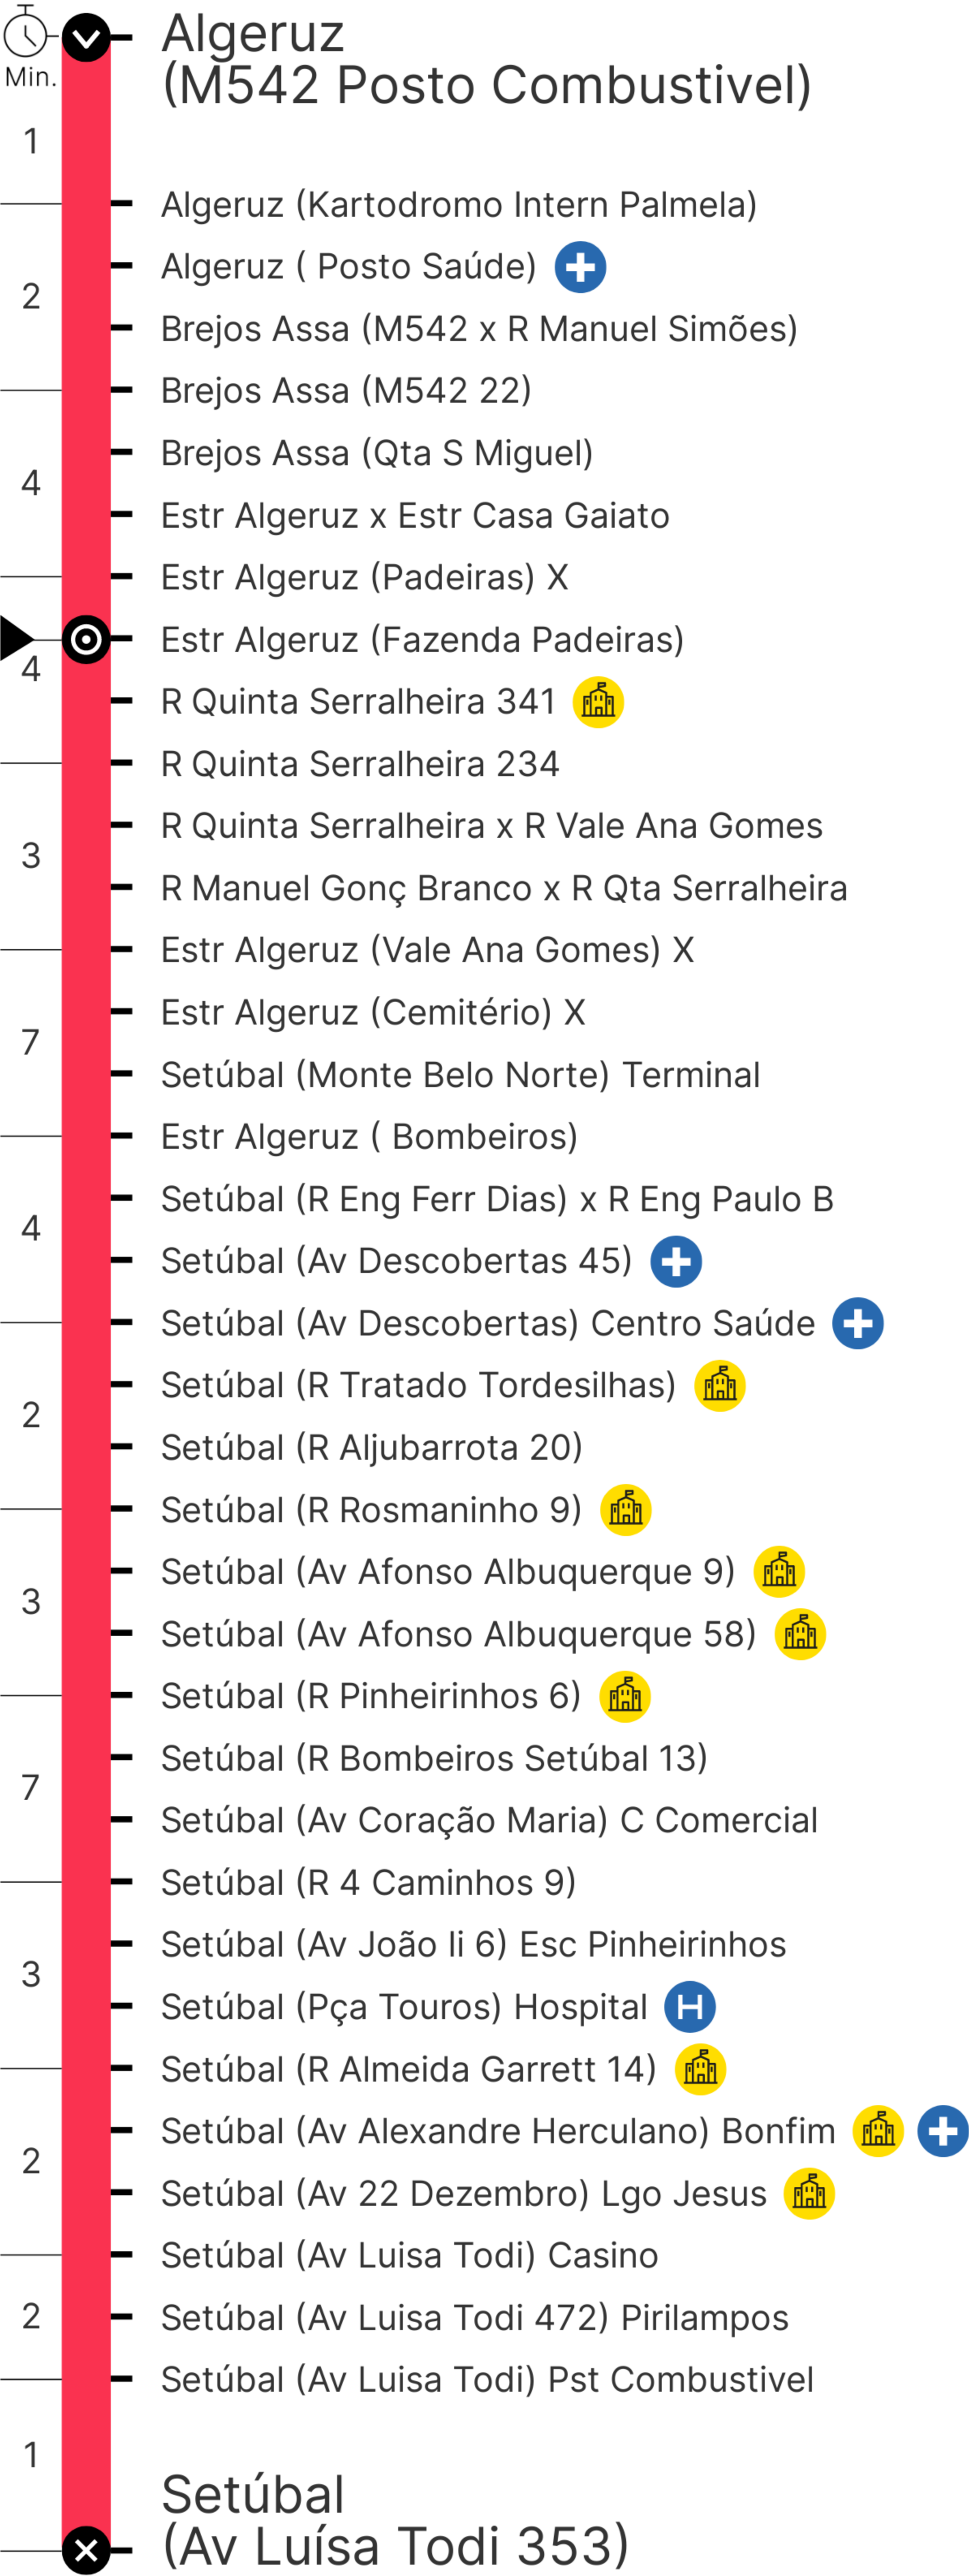 Min.
Algeruz
(M542 Posto Combustivel)
1
Algeruz (Kartodromo Intern Palmela)
Algeruz ( Posto Saúde)
2
Brejos Assa (M542 x R Manuel Simões)
Brejos Assa (M542 22)
Brejos Assa (Qta S Miguel)
4
Estr Algeruz x Estr Casa Gaiato
Estr Algeruz (Padeiras) X
Estr Algeruz (Fazenda Padeiras)
4
R Quinta Serralheira 341
R Quinta Serralheira 234
R Quinta Serralheira x R Vale Ana Gomes
3
R Manuel Gonç Branco x R Qta Serralheira
Estr Algeruz (Vale Ana Gomes) X
Estr Algeruz (Cemitério) X
7
Setúbal (Monte Belo Norte) Terminal
Estr Algeruz ( Bombeiros)
Setúbal (R Eng Ferr Dias) x R Eng Paulo B
4
Setúbal (Av Descobertas 45)
Setúbal (Av Descobertas) Centro Saúde
Setúbal (R Tratado Tordesilhas)
2
Setúbal (R Aljubarrota 20)
Setúbal (R Rosmaninho 9)
Setúbal (Av Afonso Albuquerque 9)
3
Setúbal (Av Afonso Albuquerque 58)
Setúbal (R Pinheirinhos 6)
Setúbal (R Bombeiros Setúbal 13)
7
Setúbal (Av Coração Maria) C Comercial
Setúbal (R 4 Caminhos 9)
Setúbal (Av João Ii 6) Esc Pinheirinhos
3
Setúbal (Pça Touros) Hospital H
Setúbal (R Almeida Garrett 14)
Setúbal (Av Alexandre Herculano) Bonfim
2
Setúbal (Av 22 Dezembro) Lgo Jesus
Setúbal (Av Luisa Todi) Casino
2
Setúbal (Av Luisa Todi 472) Pirilampos
Setúbal (Av Luisa Todi) Pst Combustivel
1
Setúbal
(Av Luísa Todi 353)